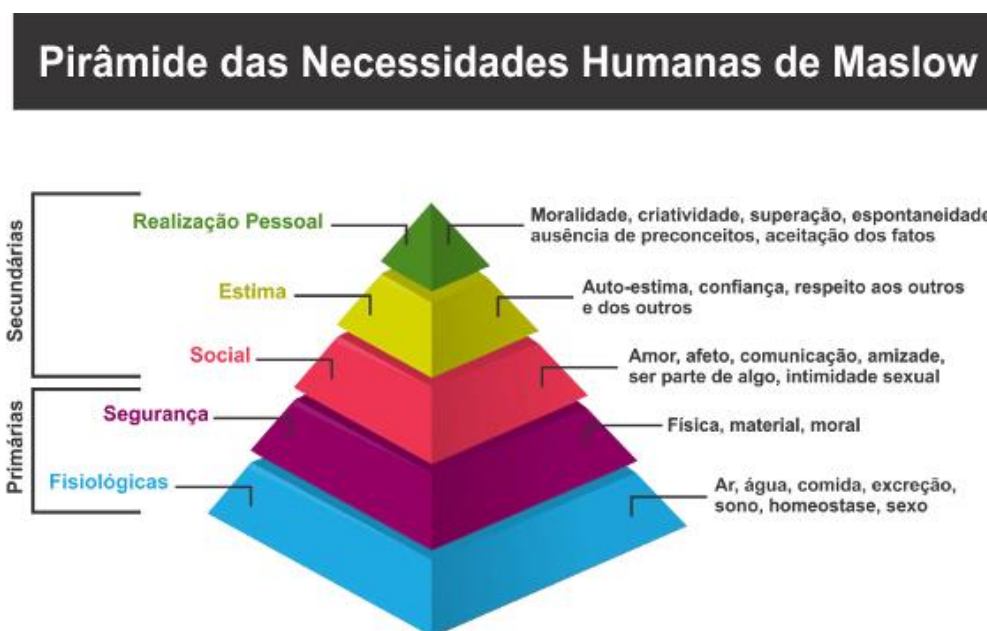 Pirâmide das Necessidades Humanas de Maslow
Secundárias
Realização Pessoal
Moralidade, criatividade, superação, espontaneidade
ausência de preconceitos, aceitação dos fatos
Estima
Auto-estima, confiança, respeito aos outros
e dos outros
Social
Amor, afeto, comunicação, amizade,
ser parte de algo, intimidade sexual
Primárias
Segurança
Física, material, moral
Fisiológicas
Ar, água, comida, excreção,
sono, homeostase, sexo